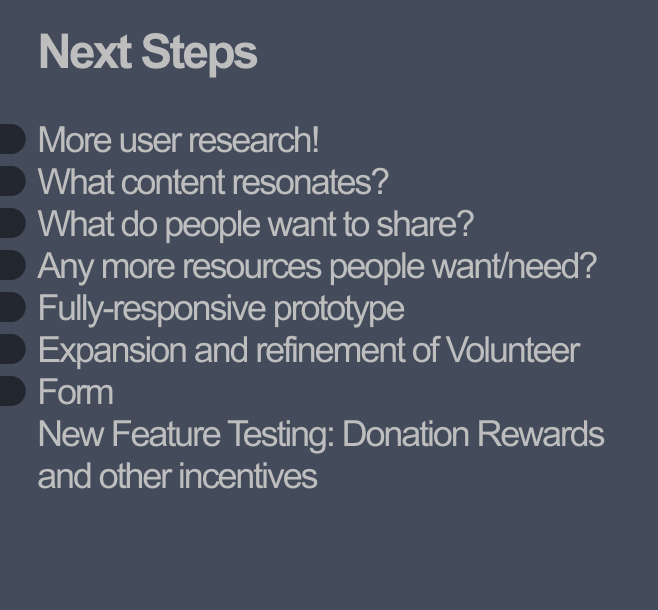 Next Steps
More user research!
What content resonates?
What do people want to share?
Any more resources people want/need?
Fully-responsive prototype
Expansion and refinement of Volunteer
Form
New Feature Testing: Donation Rewards
and other incentives